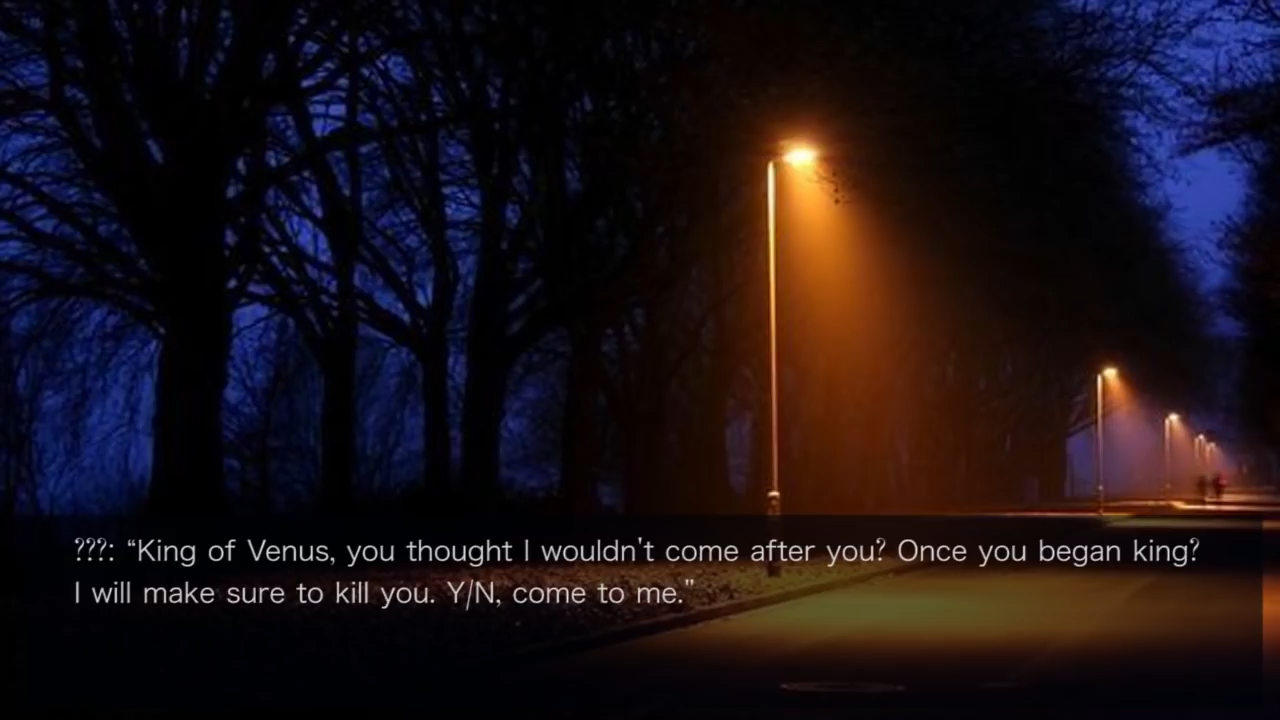 ???: “King of Venus, you thought I wouldn't come after you? Once you began king?
I will make sure to kill you. Y/N, come to me."